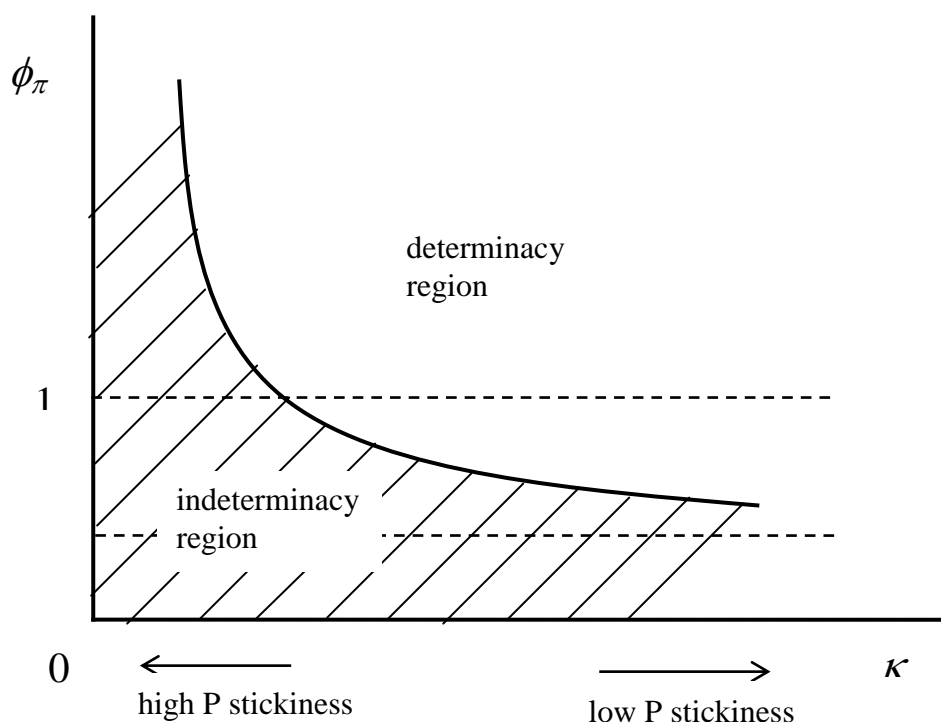 ϕπ
determinacy
region
1
indeterminacy
region
0
κ
high P stickiness
low P stickiness